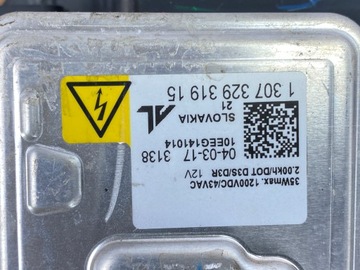 35Wmax. 1200VDC/43VAC
2.00kh/DOT D3S/D3R 12V
04-03-17 3138
10EEG141014
SLOVAKIA
AL 21
1 307 329 319 15